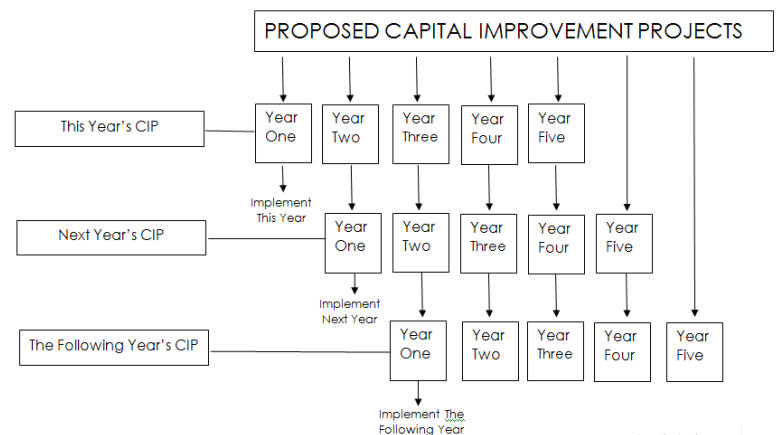 PROPOSED CAPITAL IMPROVEMENT PROJECTS
This Year's CIP
Year
One
Year
Two
Year
Three
Year
Four
Year
Five
Implement
This Year
Next Year's CIP
Year
One
Year
Two
Year
Three
Year
Four
Year
Five
Implement
Next Year
The Following Year's CIP
Year
One
Year
Two
Year
Three
Year
Four
Year
Five
Implement The
Following Year